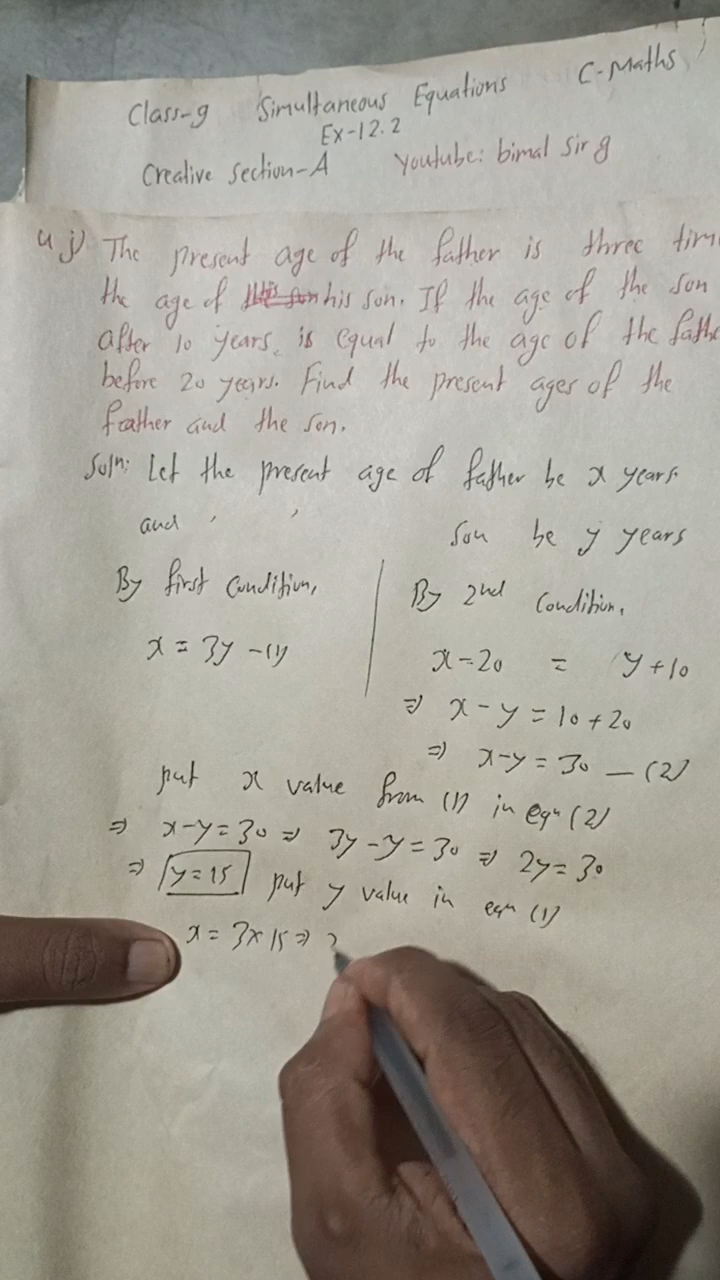 Class-9 Simultaneous Equations C-Maths
Ex-12.2
Creative section-A Youtube: bimal sir g
4 j) The present age of the father is three tim
the age of his son. If the age of the son
after 10 years, is equal to the age of the fathe
before 20 years. Find the present ages of the
father and the son.
Soln: Let the present age of father be x years
and ' ' son be y years
By first condition,
x = 3y -(1)
By 2nd condition,
x-20 = y+10
⇒ x-y = 10+20
⇒ x-y = 30 — (2)
put x value from (1) in eqn (2)
⇒ x-y=30 ⇒ 3y-y=30 ⇒ 2y=30
⇒ y=15 put y value in eqn (1)
x = 3×15 ⇒